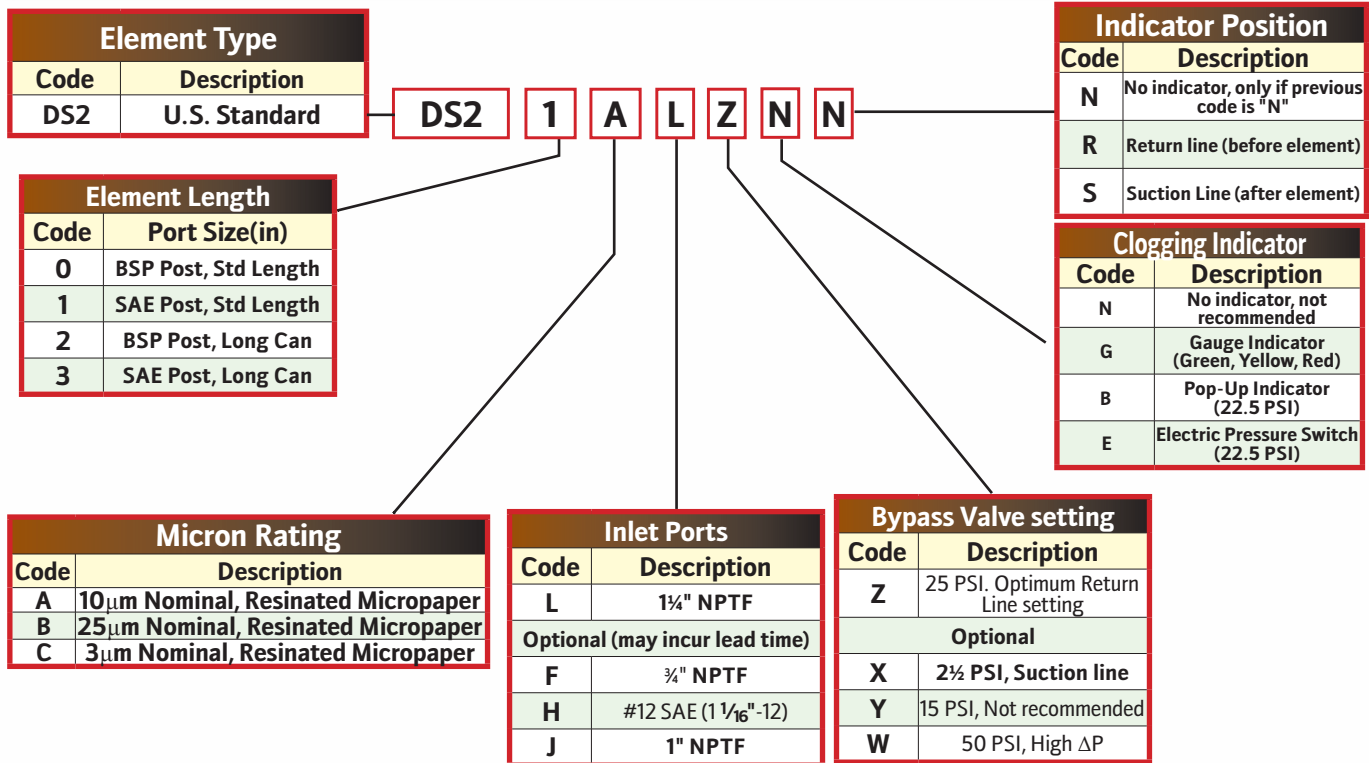 Element Type
Code Description
DS2 U.S. Standard
DS2 1 A L Z N N
Indicator Position
Code Description
N No indicator, only if previous
code is "N"
R Return line (before element)
S Suction Line (after element)
Element Length
Code Port Size(in)
0 BSP Post, Std Length
1 SAE Post, Std Length
2 BSP Post, Long Can
3 SAE Post, Long Can
Clogging Indicator
Code Description
N No indicator, not
recommended
G Gauge Indicator
(Green, Yellow, Red)
B Pop-Up Indicator
(22.5 PSI)
E Electric Pressure Switch
(22.5 PSI)
Micron Rating
Code Description
A 10μm Nominal, Resinated Micropaper
B 25μm Nominal, Resinated Micropaper
C 3μm Nominal, Resinated Micropaper
Inlet Ports
Code Description
L 1¼" NPTF
Optional (may incur lead time)
F ¾" NPTF
H #12 SAE (1 1/16"-12)
J 1" NPTF
Bypass Valve setting
Code Description
Z 25 PSI. Optimum Return
Line setting
Optional
X 2½ PSI, Suction line
Y 15 PSI, Not recommended
W 50 PSI, High ΔP